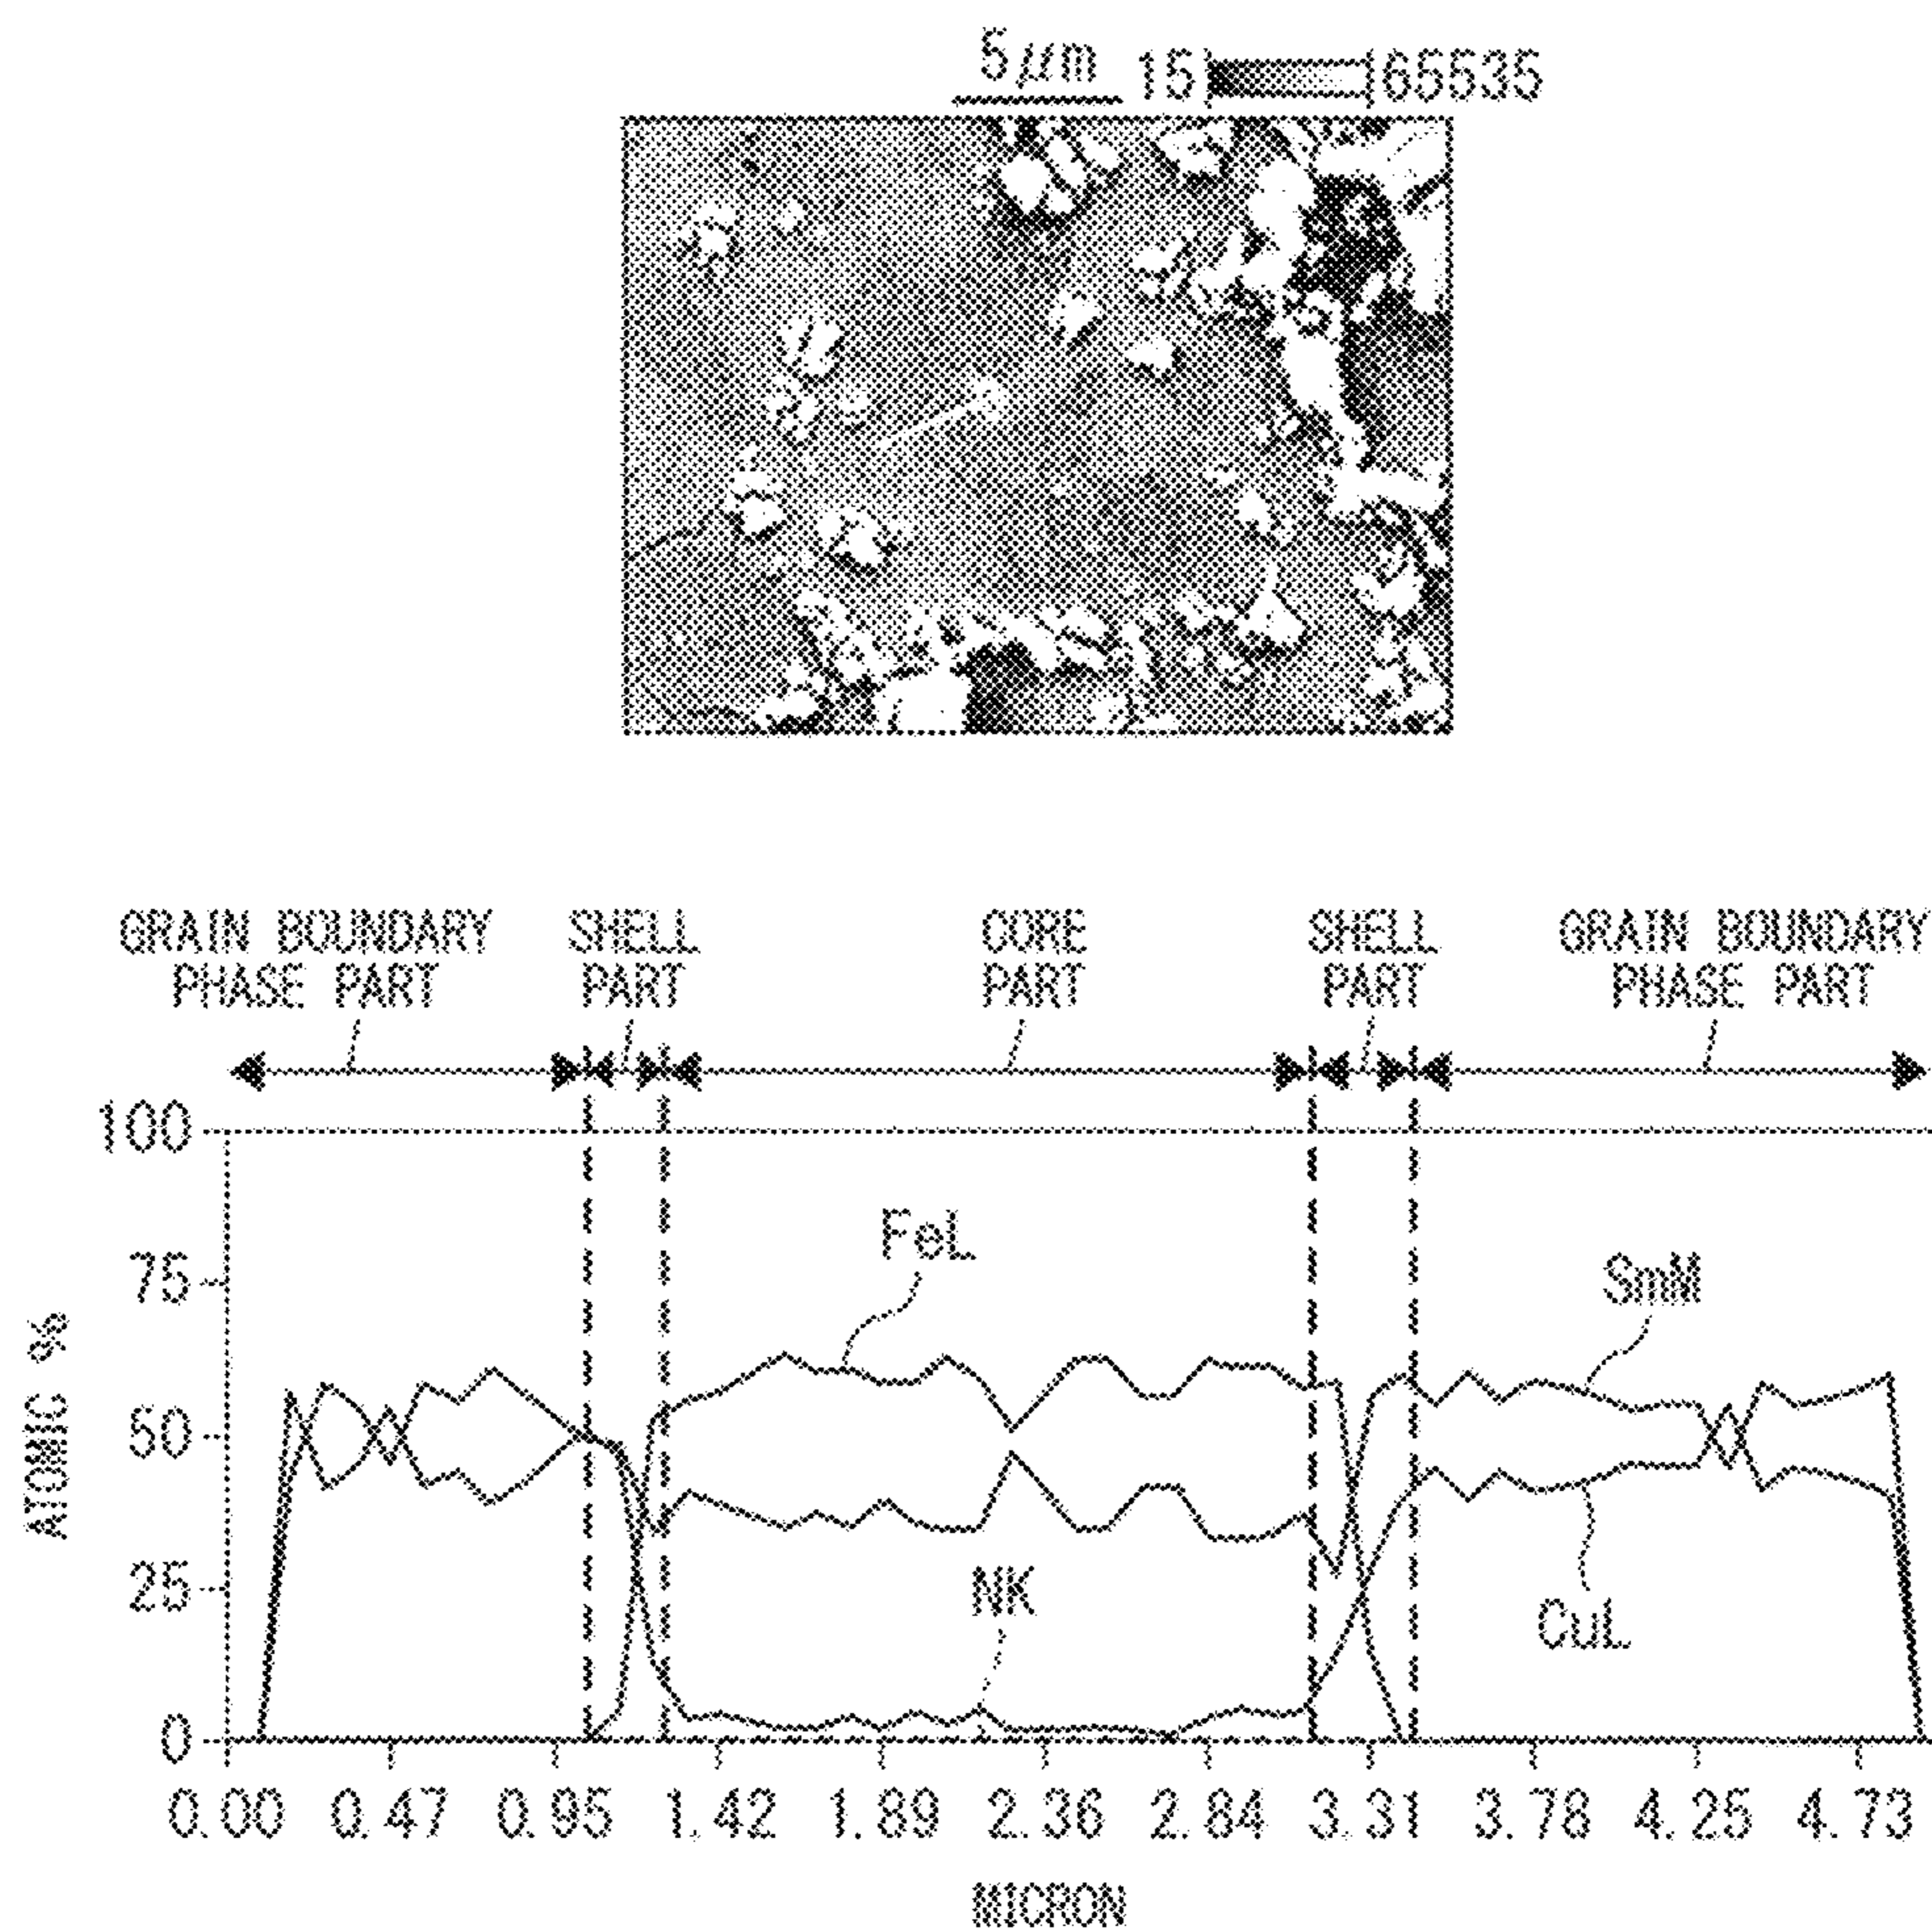 5μm 15 65535
GRAIN BOUNDARY PHASE PART
SHELL PART
CORE PART
SHELL PART
GRAIN BOUNDARY PHASE PART
100
75
50
25
0
ATOMIC %
FeL
SmM
NK
CuL
0.00 0.47 0.95 1.42 1.89 2.36 2.84 3.31 3.78 4.25 4.73
MICRON